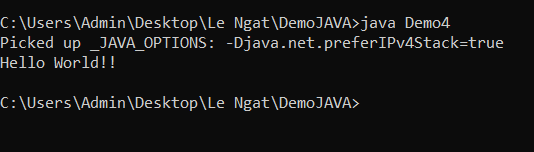 C:\Users\Admin\Desktop\Le Ngat\DemoJAVA>java Demo4
Picked up _JAVA_OPTIONS: -Djava.net.preferIPv4Stack=true
Hello World!!
C:\Users\Admin\Desktop\Le Ngat\DemoJAVA>